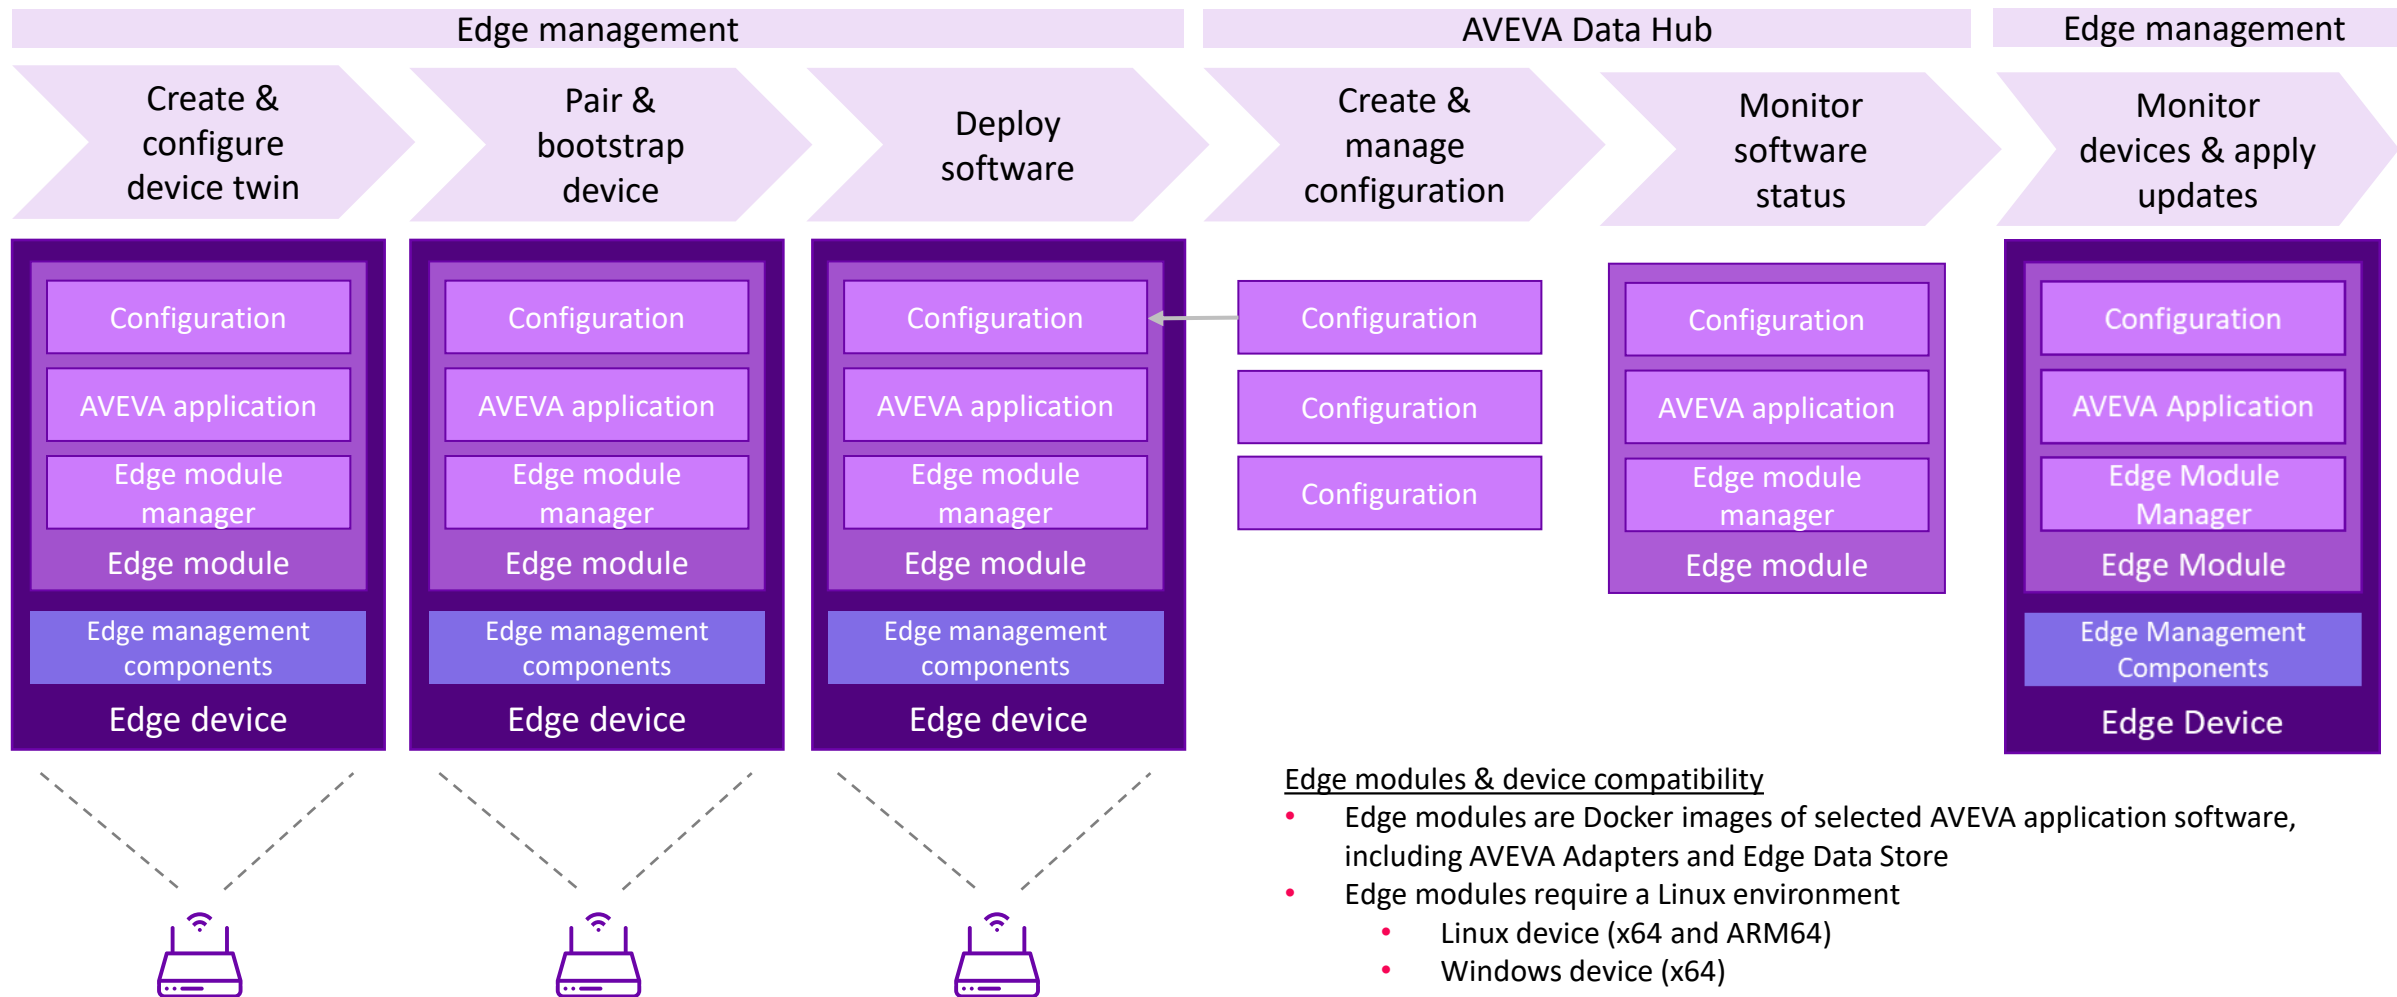 Edge management
AVEVA Data Hub
Edge management
Create &
configure
device twin
Pair &
bootstrap
device
Deploy
software
Create &
manage
configuration
Monitor
software
status
Monitor
devices & apply
updates
Configuration
AVEVA application
Edge module
manager
Edge module
Edge management
components
Edge device
Configuration
AVEVA application
Edge module
manager
Edge module
Edge management
components
Edge device
Configuration
AVEVA application
Edge module
manager
Edge module
Edge management
components
Edge device
Configuration
Configuration
Configuration
Configuration
AVEVA application
Edge module
manager
Edge module
Configuration
AVEVA Application
Edge Module
Manager
Edge Module
Edge Management
Components
Edge Device
Edge modules & device compatibility
• Edge modules are Docker images of selected AVEVA application software,
including AVEVA Adapters and Edge Data Store
• Edge modules require a Linux environment
• Linux device (x64 and ARM64)
• Windows device (x64)